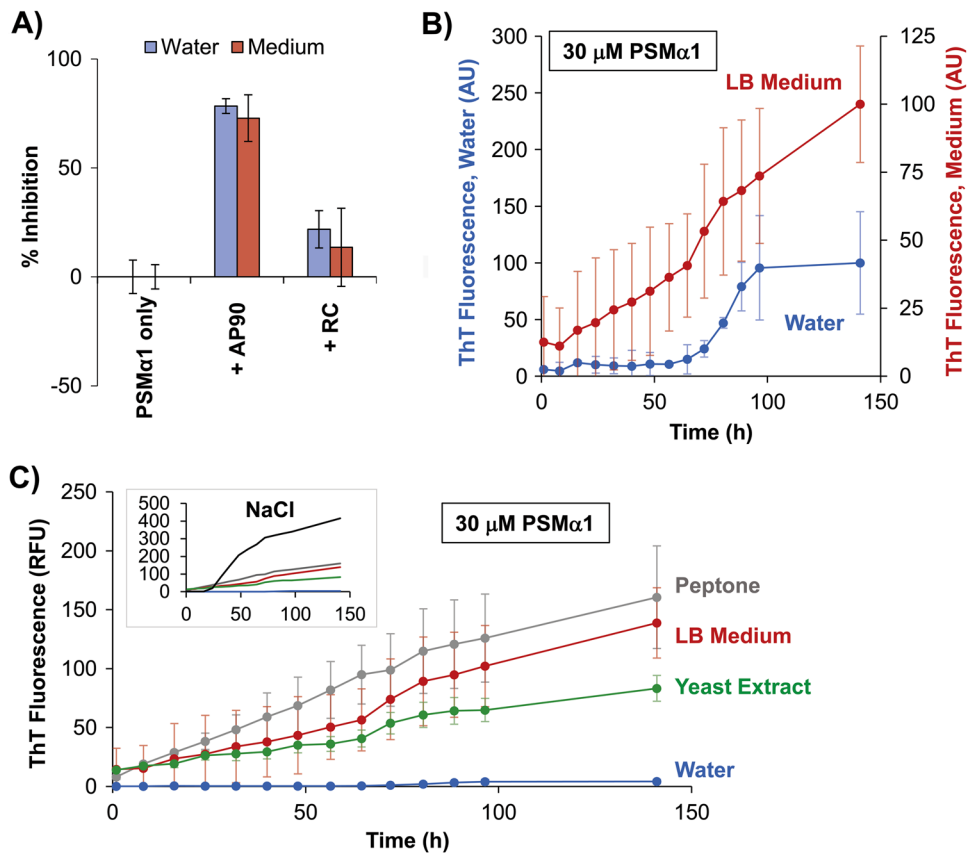 A)
Water Medium
100
50
0
-50
% Inhibition
PSMα1 only
+ AP90
+ RC
B)
30 μM PSMα1
LB Medium
Water
300
250
200
150
100
50
0
ThT Fluorescence, Water (AU)
125
100
75
50
25
0
ThT Fluorescence, Medium (AU)
0 50 100 150
Time (h)
C)
250
200
150
100
50
0
ThT Fluorescence (RFU)
NaCl
500
400
300
200
100
0
0 50 100 150
30 μM PSMα1
Peptone
LB Medium
Yeast Extract
Water
0 50 100 150
Time (h)